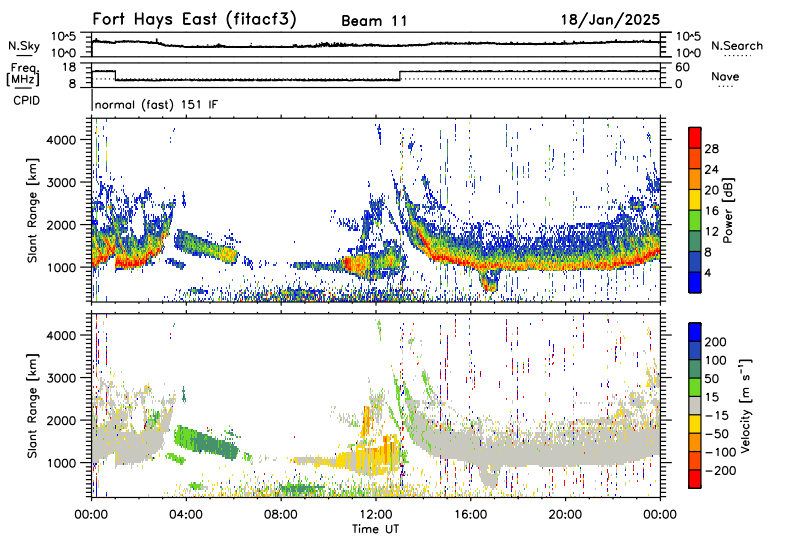 Fort Hays East (fitacf3) Beam 11 18/Jan/2025
N.Sky 10^5 10^0 10^5 10^0 N.Search
Freq. [MHz] 18 8 60 0 Nave
CPID normal (fast) 151 IF
Slant Range [km] 4000 3000 2000 1000
28 24 20 16 12 8 4 Power [dB]
Slant Range [km] 4000 3000 2000 1000
200 100 50 15 −15 −50 −100 −200 Velocity [m s⁻¹]
00:00 04:00 08:00 12:00 16:00 20:00 00:00
Time UT